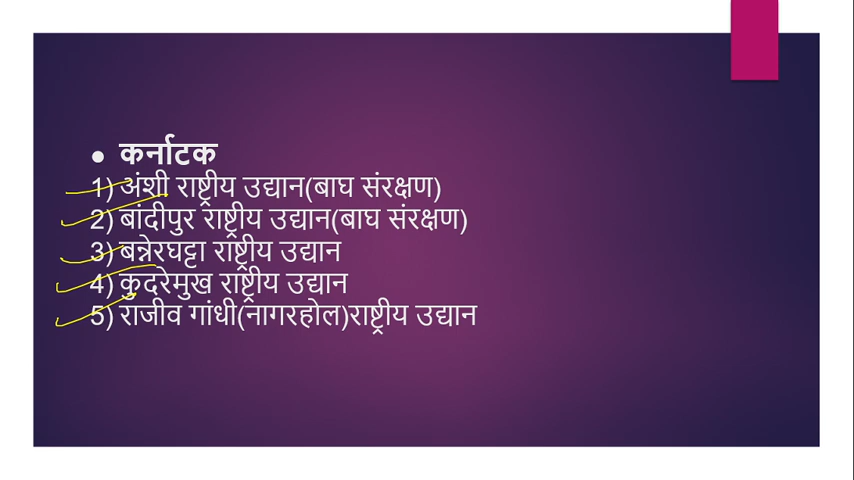 ● कर्नाटक
1) अंशी राष्ट्रीय उद्यान(बाघ संरक्षण)
2) बांदीपुर राष्ट्रीय उद्यान(बाघ संरक्षण)
3) बन्नेरघट्टा राष्ट्रीय उद्यान
4) कुदरेमुख राष्ट्रीय उद्यान
5) राजीव गांधी(नागरहोल)राष्ट्रीय उद्यान